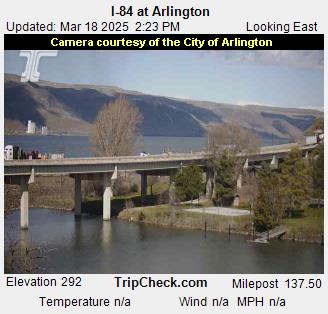 I-84 at Arlington
Updated: Mar 18 2025 2:23 PM Looking East
Camera courtesy of the City of Arlington
Elevation 292 TripCheck.com Milepost 137.50
Temperature n/a Wind n/a MPH n/a